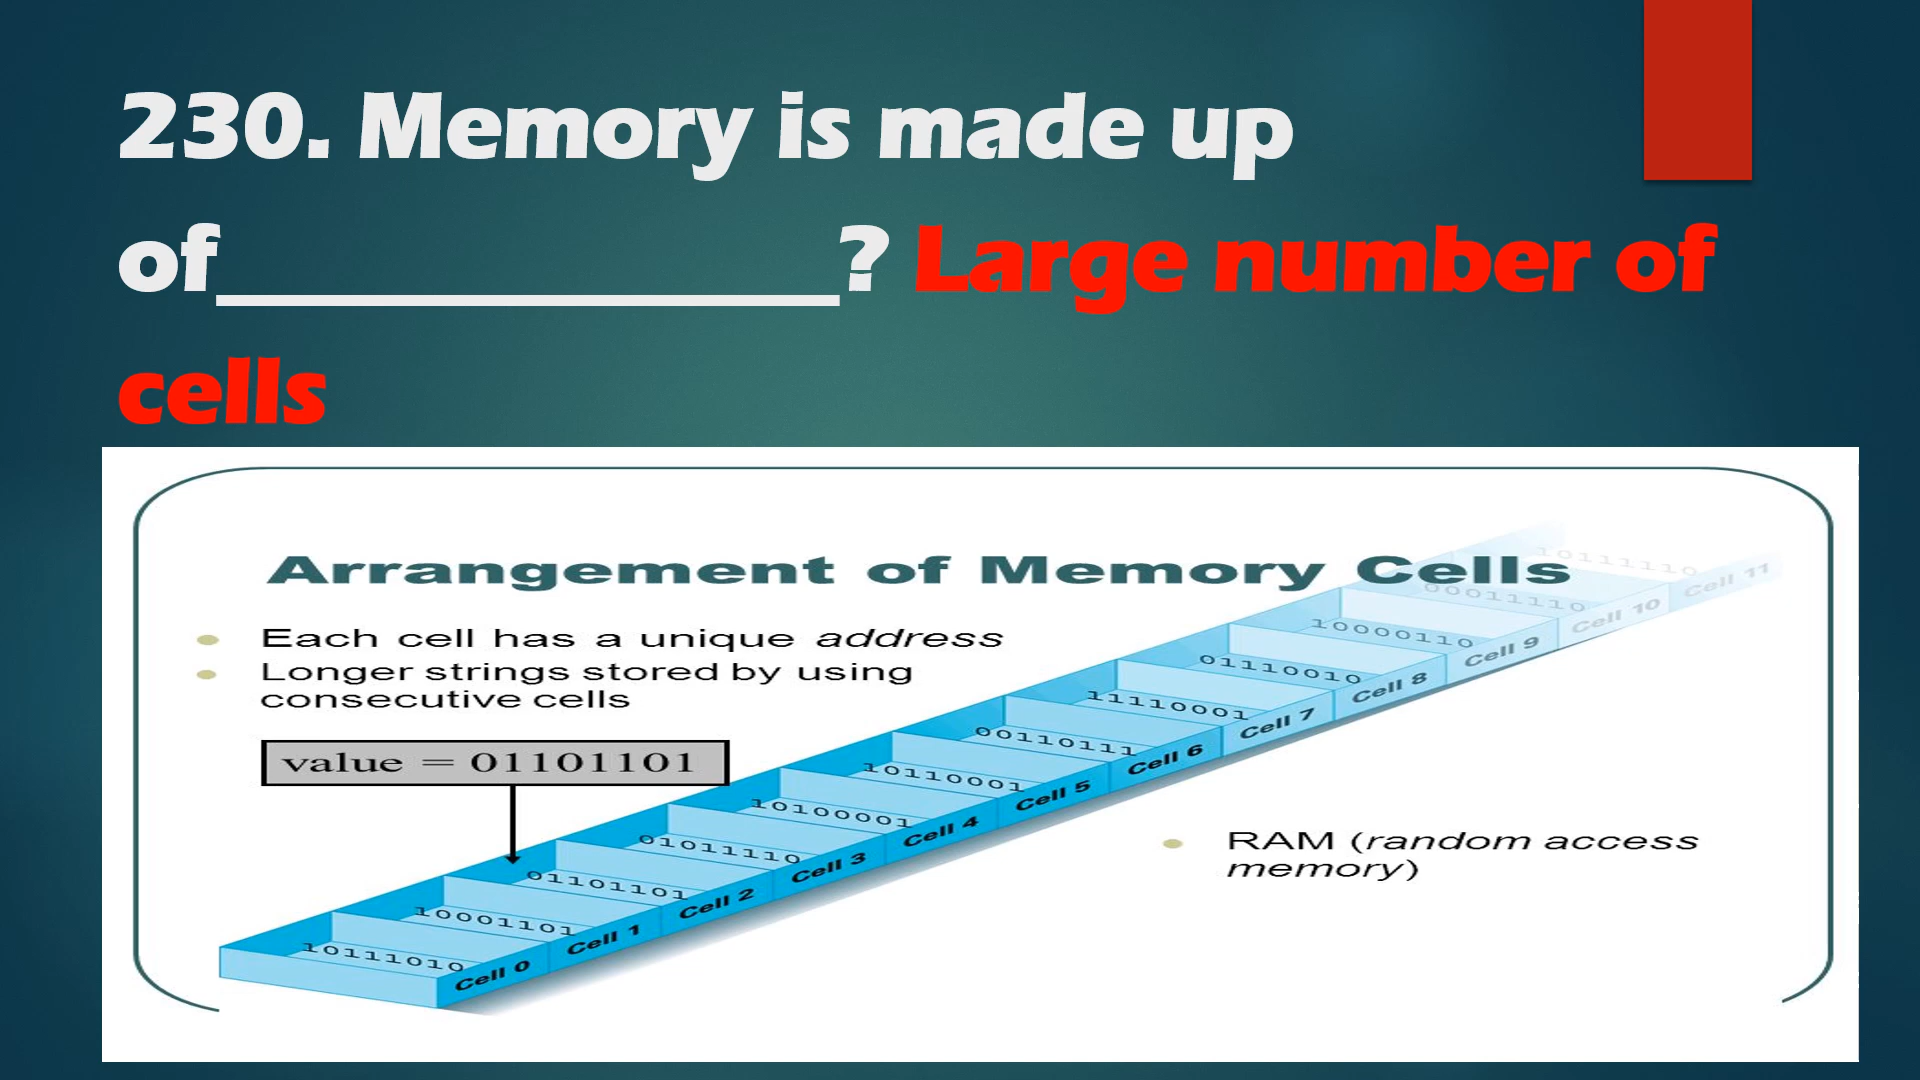 230. Memory is made up
of______________? Large number of
cells
Arrangement of Memory Cells
Each cell has a unique address
Longer strings stored by using
consecutive cells
value = 01101101
RAM (random access
memory)
10111010
Cell 0
10001101
Cell 1
01101101
Cell 2
01011110
Cell 3
10100001
Cell 4
10110001
Cell 5
00110111
Cell 6
11110001
Cell 7
01110010
Cell 8
10000110
Cell 9
00011110
Cell 10
10111110
Cell 11